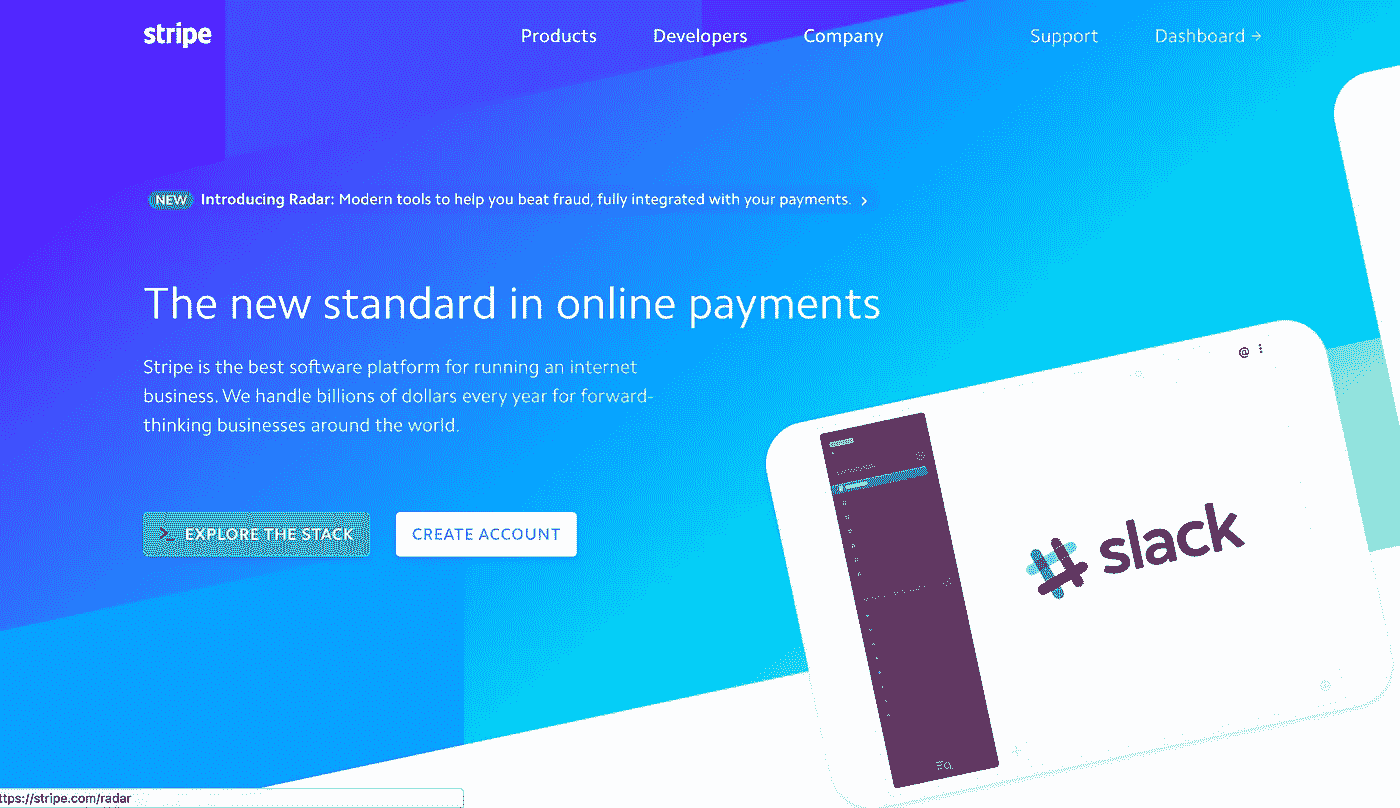 stripe
Products Developers Company Support Dashboard →
NEW Introducing Radar: Modern tools to help you beat fraud, fully integrated with your payments. ›
The new standard in online payments
Stripe is the best software platform for running an internet
business. We handle billions of dollars every year for forward-
thinking businesses around the world.
>_ EXPLORE THE STACK CREATE ACCOUNT
@
slack
ttps://stripe.com/radar